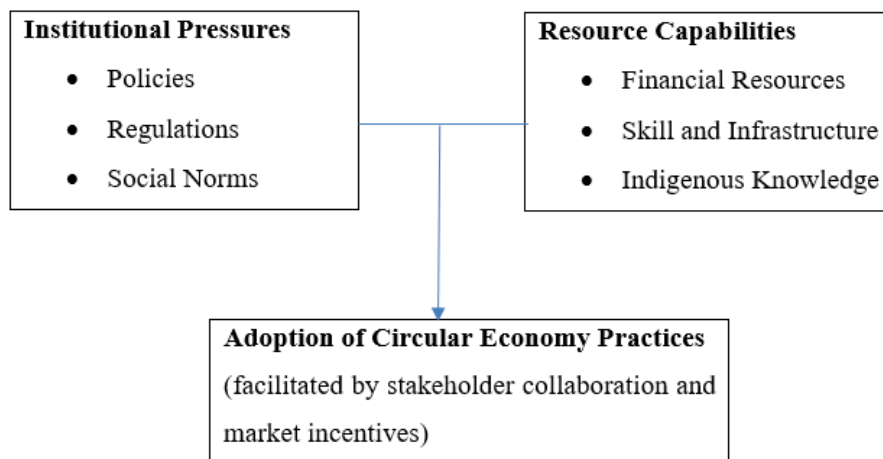 Institutional Pressures
• Policies
• Regulations
• Social Norms
Resource Capabilities
• Financial Resources
• Skill and Infrastructure
• Indigenous Knowledge
Adoption of Circular Economy Practices
(facilitated by stakeholder collaboration and
market incentives)